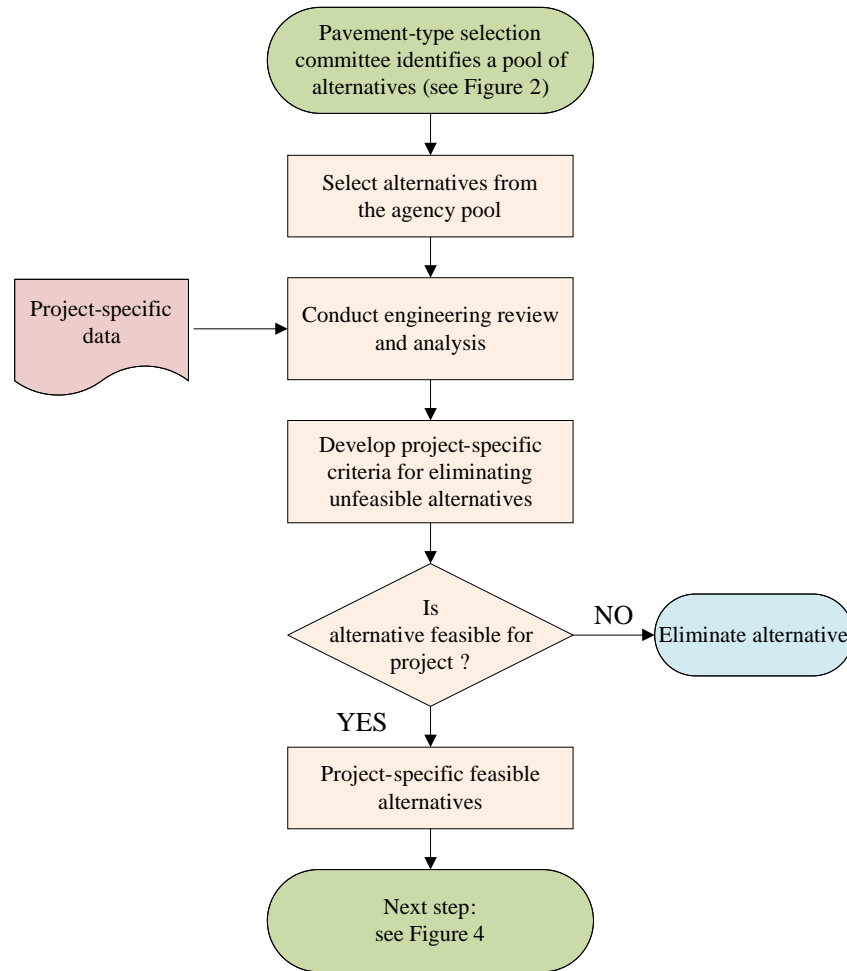 Pavement-type selection
committee identifies a pool of
alternatives (see Figure 2)
Select alternatives from
the agency pool
Project-specific
data
Conduct engineering review
and analysis
Develop project-specific
criteria for eliminating
unfeasible alternatives
Is
alternative feasible for
project ?
NO
Eliminate alternative
YES
Project-specific feasible
alternatives
Next step:
see Figure 4